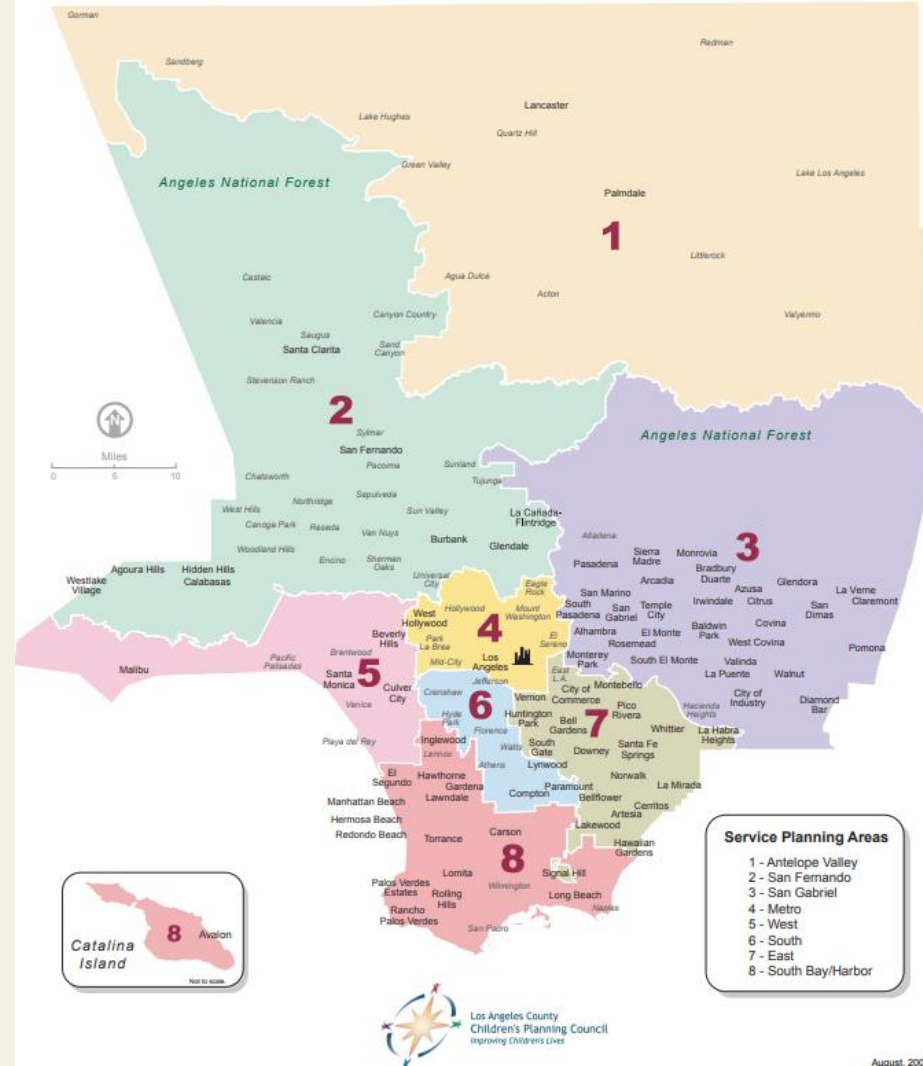 Gorman
Redman
Sandberg
Lancaster
Lake Hughes
Quartz Hill
Green Valley
Angeles National Forest
Lake Los Angeles
Palmdale
1
Littlerock
Castaic
Agua Dulce
Acton
Valyermo
Canyon Country
Valencia
Saugus
Santa Clarita
Sand
Canyon
Stevenson Ranch
2
N
Miles
0 5 10
Sylmar
San Fernando
Pacoima
Sunland
Tujunga
Angeles National Forest
Chatsworth
Northridge
Sepulveda
West Hills
Sun Valley
La Cañada-
Flintridge
Canoga Park
Reseda
Van Nuys
Burbank
Glendale
Woodland Hills
Encino
Sherman
Oaks
Universal
City
Agoura Hills
Hidden Hills
Calabasas
Westlake
Village
Altadena
3
Pasadena
Sierra
Madre
Monrovia
Bradbury
Duarte
Arcadia
Azusa
Glendora
La Verne
Claremont
San Marino
Irwindale
Citrus
San
Dimas
South
Pasadena
San
Gabriel
Temple
City
Baldwin
Park
Covina
Alhambra
El Monte
Rosemead
West Covina
Pomona
Monterey
Park
South El Monte
Valinda
La Puente
Walnut
City of
Industry
Hacienda
Heights
Diamond
Bar
Eagle
Rock
West
Hollywood
Hollywood
Mount
Washington
4
Park
La Brea
El
Sereno
Mid-City
Los
Angeles
Beverly
Hills
Brentwood
Pacific
Palisades
Malibu
5
Santa
Monica
Culver
City
Venice
Playa del Rey
Jefferson
Crenshaw
6
Hyde
Park
Florence
Watts
Athens
Lynwood
Compton
Paramount
East
L.A.
Vernon
City of
Commerce
Montebello
Huntington
Park
Bell
Gardens
7
Pico
Rivera
Whittier
La Habra
Heights
South
Gate
Downey
Santa Fe
Springs
Norwalk
La Mirada
Bellflower
Cerritos
Artesia
Lakewood
Hawaiian
Gardens
Inglewood
Lennox
El
Segundo
Hawthorne
Gardena
Lawndale
Manhattan Beach
Hermosa Beach
Redondo Beach
Torrance
Carson
8
Lomita
Signal Hill
Palos Verdes
Estates
Rolling
Hills
Wilmington
Long Beach
Rancho
Palos Verdes
Naples
San Pedro
8
Avalon
Catalina
Island
Not to scale.
Service Planning Areas
1 - Antelope Valley
2 - San Fernando
3 - San Gabriel
4 - Metro
5 - West
6 - South
7 - East
8 - South Bay/Harbor
Los Angeles County
Children's Planning Council
Improving Children's Lives
August,